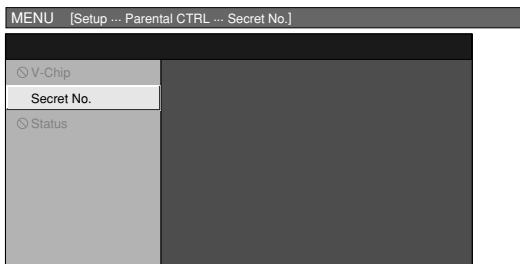 MENU [Setup ··· Parental CTRL ··· Secret No.]
V-Chip
Secret No.
Status